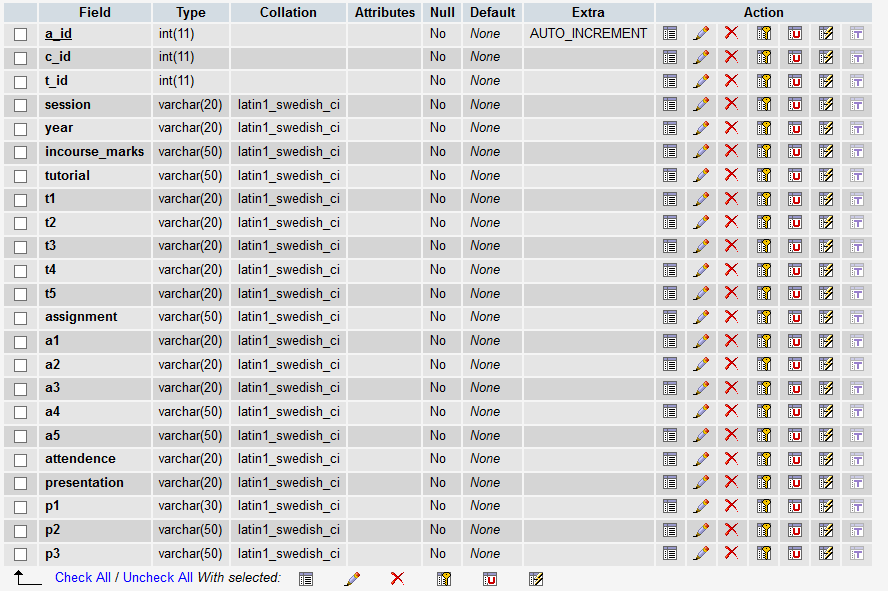 Field Type Collation Attributes Null Default Extra Action
a_id int(11) No None AUTO_INCREMENT
c_id int(11) No None
t_id int(11) No None
session varchar(20) latin1_swedish_ci No None
year varchar(20) latin1_swedish_ci No None
incourse_marks varchar(50) latin1_swedish_ci No None
tutorial varchar(50) latin1_swedish_ci No None
t1 varchar(20) latin1_swedish_ci No None
t2 varchar(20) latin1_swedish_ci No None
t3 varchar(20) latin1_swedish_ci No None
t4 varchar(20) latin1_swedish_ci No None
t5 varchar(20) latin1_swedish_ci No None
assignment varchar(50) latin1_swedish_ci No None
a1 varchar(20) latin1_swedish_ci No None
a2 varchar(20) latin1_swedish_ci No None
a3 varchar(20) latin1_swedish_ci No None
a4 varchar(50) latin1_swedish_ci No None
a5 varchar(50) latin1_swedish_ci No None
attendence varchar(20) latin1_swedish_ci No None
presentation varchar(20) latin1_swedish_ci No None
p1 varchar(30) latin1_swedish_ci No None
p2 varchar(50) latin1_swedish_ci No None
p3 varchar(50) latin1_swedish_ci No None
Check All / Uncheck All With selected: